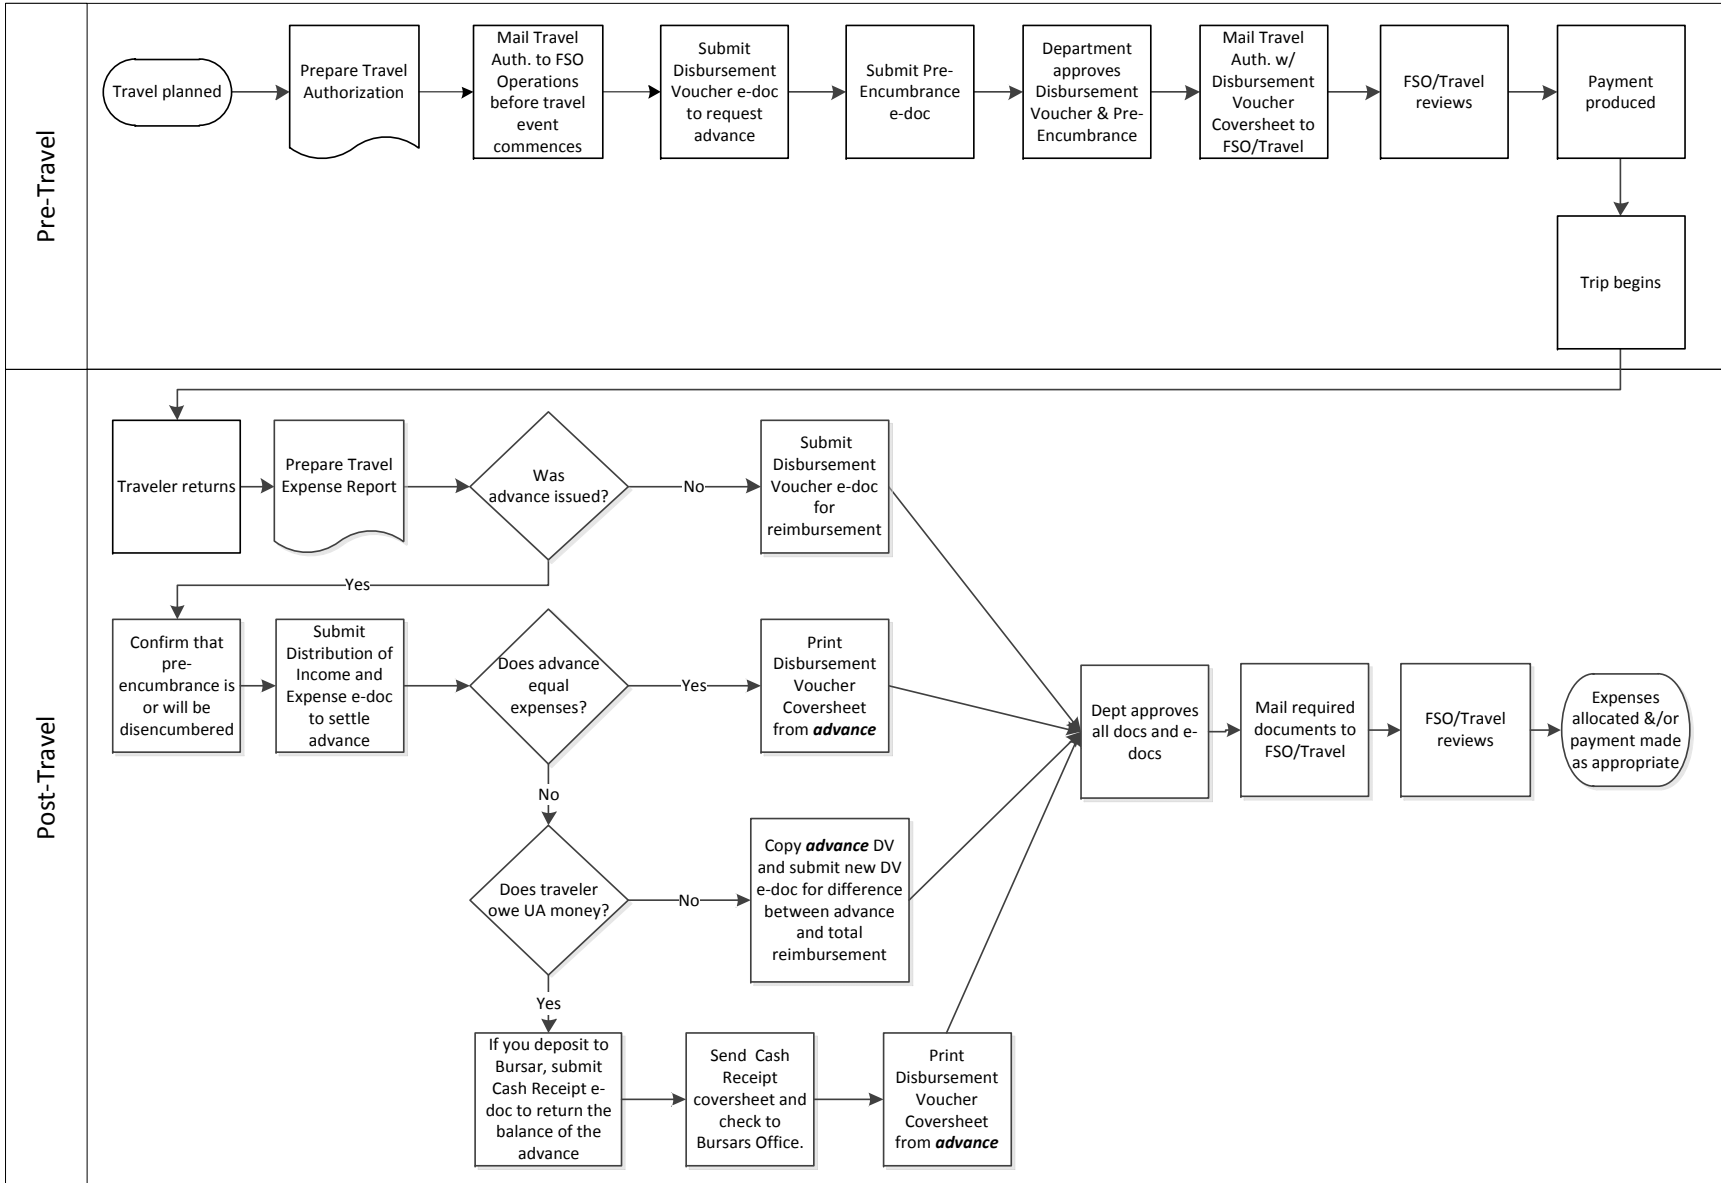 Pre-Travel
Travel planned
Prepare Travel
Authorization
Mail Travel
Auth. to FSO
Operations
before travel
event
commences
Submit
Disbursement
Voucher e-doc
to request
advance
Submit Pre-
Encumbrance
e-doc
Department
approves
Disbursement
Voucher & Pre-
Encumbrance
Mail Travel
Auth. w/
Disbursement
Voucher
Coversheet to
FSO/Travel
FSO/Travel
reviews
Payment
produced
Trip begins
Post-Travel
Traveler returns
Prepare Travel
Expense Report
Was
advance issued?
No
Submit
Disbursement
Voucher e-doc
for
reimbursement
Yes
Confirm that
pre-
encumbrance is
or will be
disencumbered
Submit
Distribution of
Income and
Expense e-doc
to settle
advance
Does advance
equal
expenses?
Yes
Print
Disbursement
Voucher
Coversheet
from advance
No
Does traveler
owe UA money?
No
Copy advance DV
and submit new DV
e-doc for difference
between advance
and total
reimbursement
Yes
If you deposit to
Bursar, submit
Cash Receipt e-
doc to return the
balance of the
advance
Send  Cash
Receipt
coversheet and
check to
Bursars Office.
Print
Disbursement
Voucher
Coversheet
from advance
Dept approves
all docs and e-
docs
Mail required
documents to
FSO/Travel
FSO/Travel
reviews
Expenses
allocated &/or
payment made
as appropriate